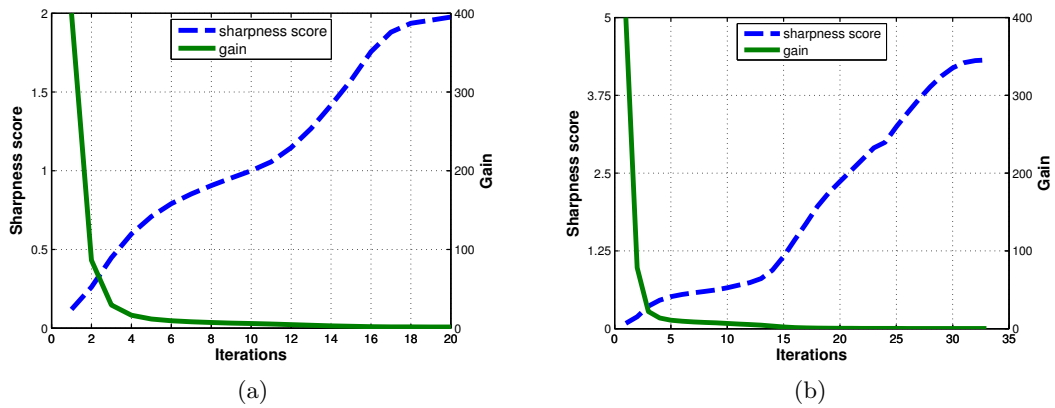 2
1.5
1
0.5
0
400
300
200
100
0
0 2 4 6 8 10 12 14 16 18 20
Sharpness score
Gain
Iterations
sharpness score
gain
(a)
5
3.75
2.5
1.25
0
400
300
200
100
0
0 5 10 15 20 25 30 35
Sharpness score
Gain
Iterations
sharpness score
gain
(b)